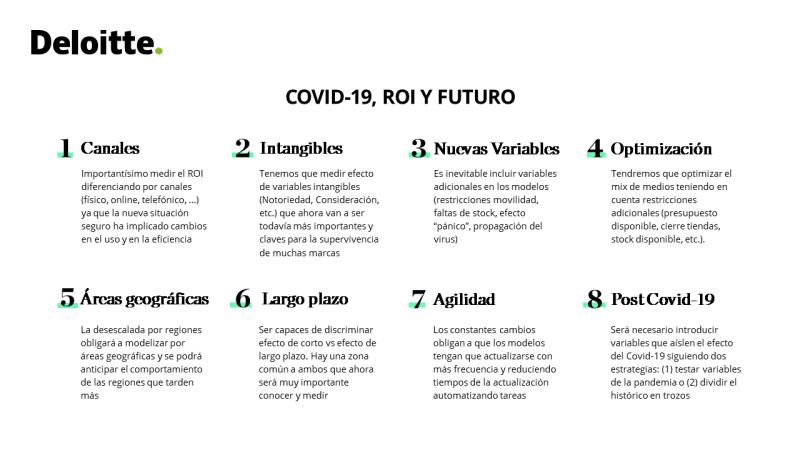 Deloitte.
COVID-19, ROI Y FUTURO
1 Canales
Importantísimo medir el ROI
diferenciando por canales
(físico, online, telefónico, ...)
ya que la nueva situación
seguro ha implicado cambios
en el uso y en la eficiencia
2 Intangibles
Tenemos que medir efecto
de variables intangibles
(Notoriedad, Consideración,
etc.) que ahora van a ser
todavía más importantes y
claves para la supervivencia
de muchas marcas
3 Nuevas Variables
Es inevitable incluir variables
adicionales en los modelos
(restricciones movilidad,
faltas de stock, efecto
“pánico”, propagación del
virus)
4 Optimización
Tendremos que optimizar el
mix de medios teniendo en
cuenta restricciones
adicionales (presupuesto
disponible, cierre tiendas,
stock disponible, etc.).
5 Áreas geográficas
La desescalada por regiones
obligará a modelizar por
áreas geográficas y se podrá
anticipar el comportamiento
de las regiones que tarden
más
6 Largo plazo
Ser capaces de discriminar
efecto de corto vs efecto de
largo plazo. Hay una zona
común a ambos que ahora
será muy importante
conocer y medir
7 Agilidad
Los constantes cambios
obligan a que los modelos
tengan que actualizarse con
más frecuencia y reduciendo
tiempos de la actualización
automatizando tareas
8 Post Covid-19
Será necesario introducir
variables que aíslen el efecto
del Covid-19 siguiendo dos
estrategias: (1) testar variables
de la pandemia o (2) dividir el
histórico en trozos